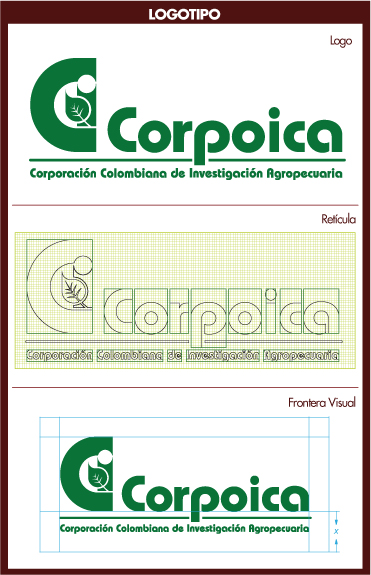 LOGOTIPO
Logo
Corpoica
Corporación Colombiana de Investigación Agropecuaria
Retícula
Corpoica
Corporación Colombiana de Investigación Agropecuaria
Frontera Visual
Corpoica
Corporación Colombiana de Investigación Agropecuaria
x